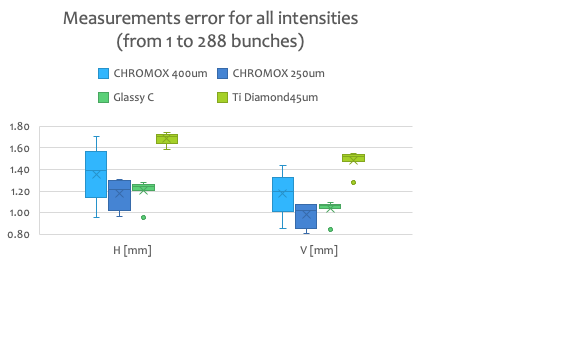 Measurements error for all intensities
(from 1 to 288 bunches)
CHROMOX 400um CHROMOX 250um
Glassy C Ti Diamond45um
1.80
1.60
1.40
1.20
1.00
0.80
H [mm] V [mm]